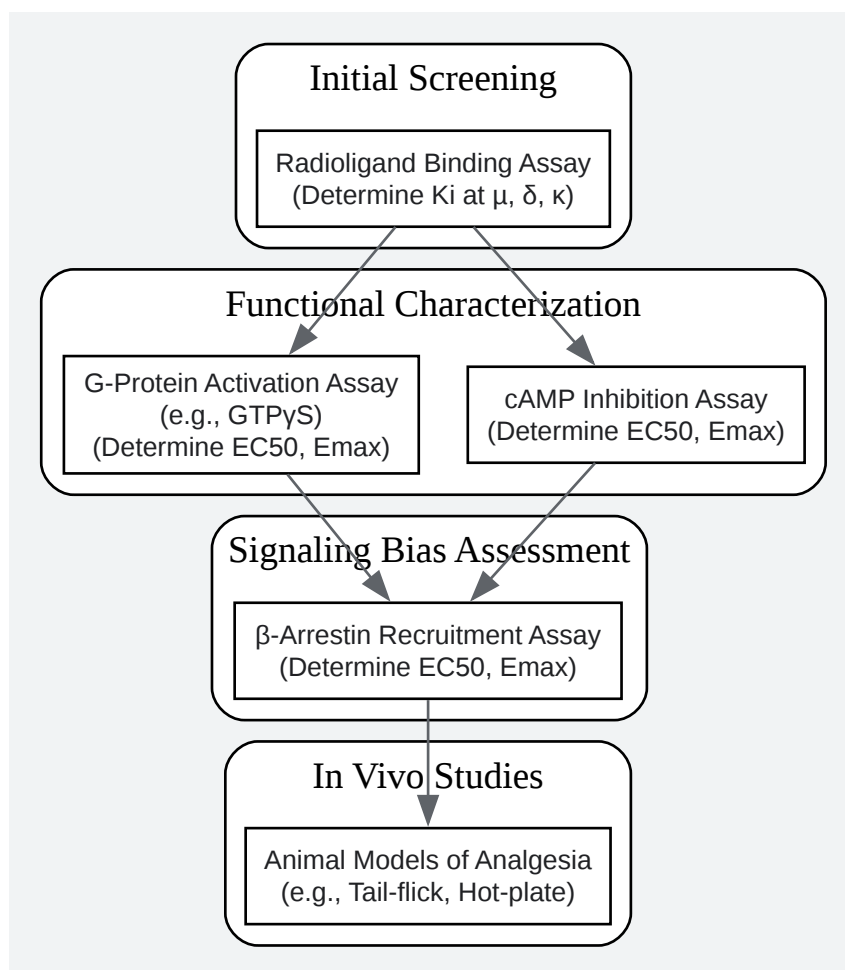 Initial Screening
Radioligand Binding Assay
(Determine Ki at μ, δ, κ)
Functional Characterization
G-Protein Activation Assay
(e.g., GTPγS)
(Determine EC50, Emax)
cAMP Inhibition Assay
(Determine EC50, Emax)
Signaling Bias Assessment
β-Arrestin Recruitment Assay
(Determine EC50, Emax)
In Vivo Studies
Animal Models of Analgesia
(e.g., Tail-flick, Hot-plate)